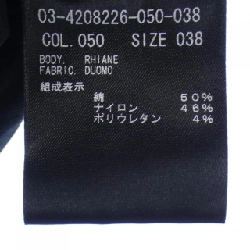 03-4208226-050-038
COL. 050 SIZE 038
BODY. RHIANE
FABRIC. DUOMO
組成表示
綿 50%
ナイロン 46%
ポリウレタン 4%